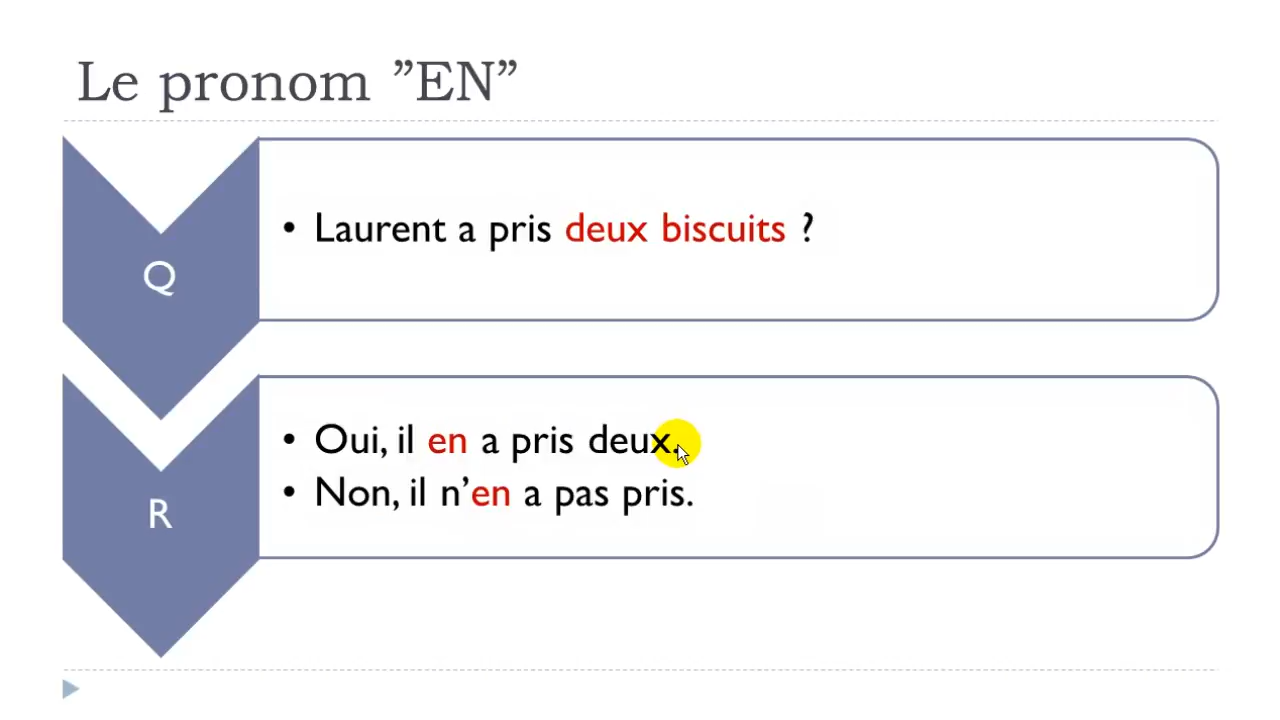 Le pronom ”EN”
Q
• Laurent a pris deux biscuits ?
R
• Oui, il en a pris deux.
• Non, il n’en a pas pris.